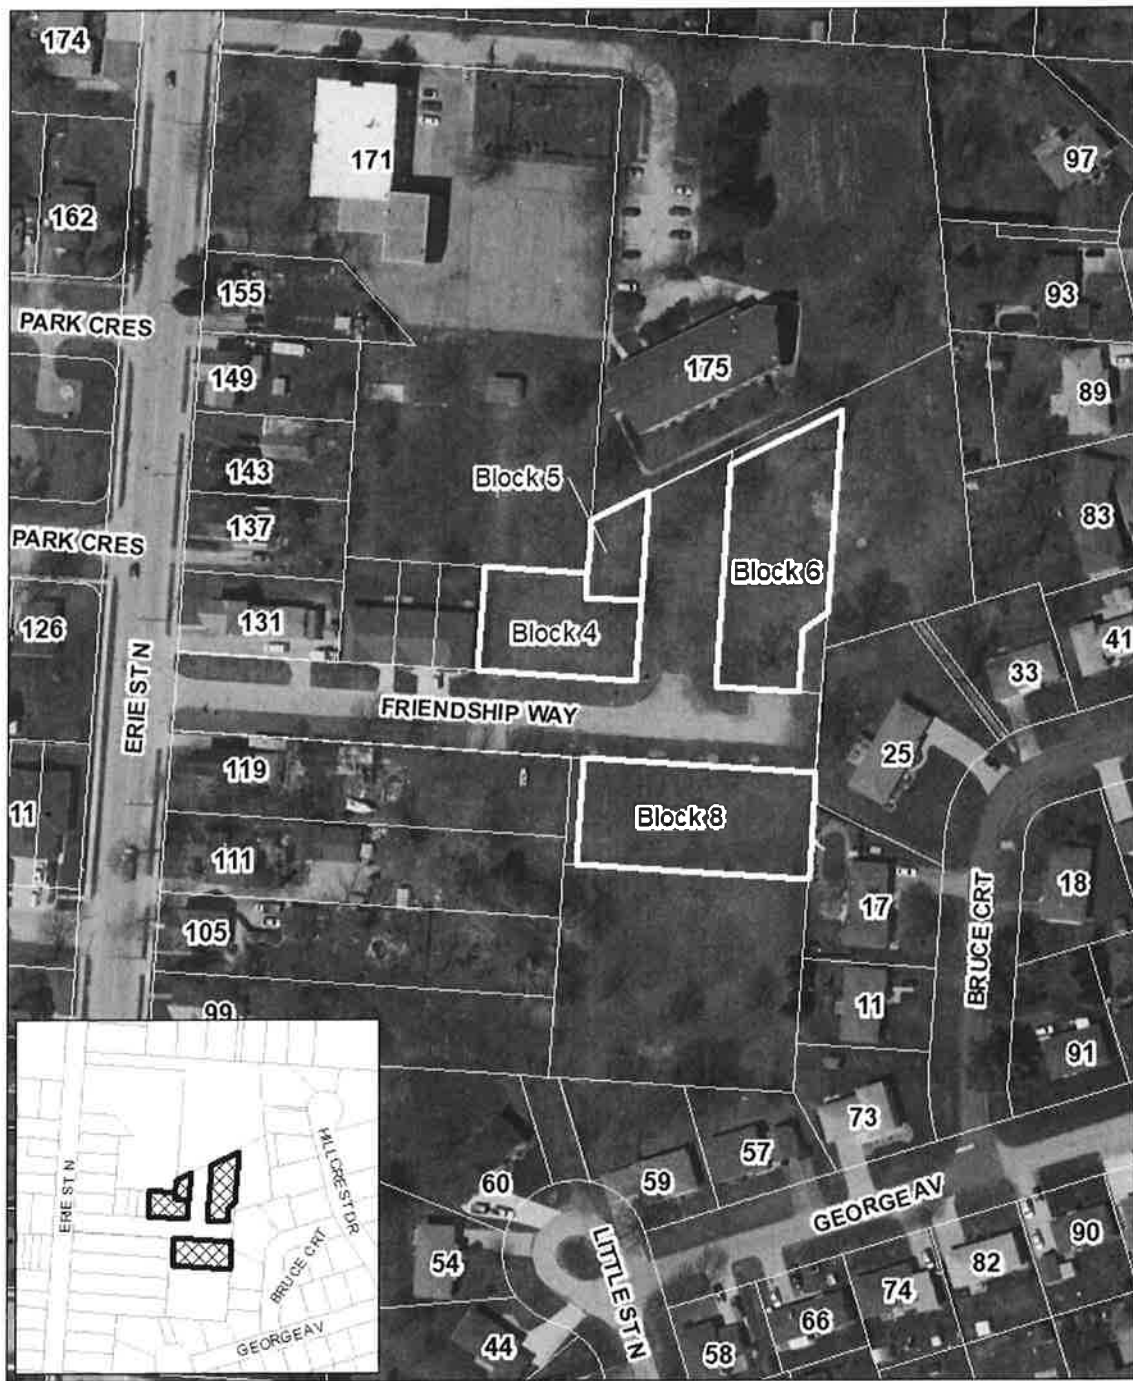 174
171
97
162
155
93
PARK CRES
149
175
89
143
Block 5
83
137
PARK CRES
Block 6
126
131
Block 4
41
33
ERIE ST N
FRIENDSHIP WAY
25
119
11
Block 8
111
18
17
105
BRUCE CRT
99
11
91
73
57
60
59
GEORGE AV
54
LITTLE ST N
90
82
74
66
44
58
ERIE ST N
HILLCREST DR
BRUCE CRT
GEORGE AV